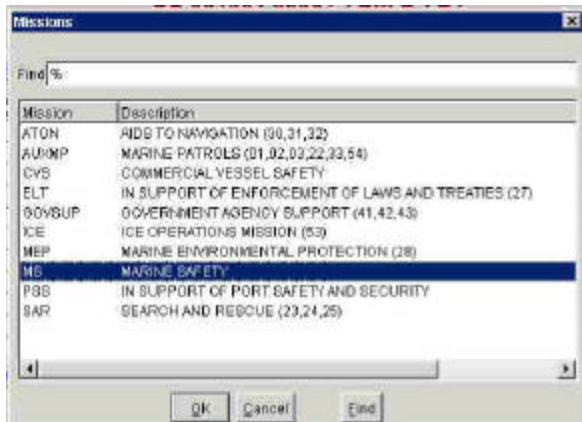 Missions
Find %
Mission Description
ATON AIDS TO NAVIGATION (30,31,32)
AUXMP MARINE PATROLS (01,02,03,22,33,54)
CVS COMMERCIAL VESSEL SAFETY
ELT IN SUPPORT OF ENFORCEMENT OF LAWS AND TREATIES (27)
GOVSUP GOVERNMENT AGENCY SUPPORT (41,42,43)
ICE ICE OPERATIONS MISSION (53)
MEP MARINE ENVIRONMENTAL PROTECTION (28)
MS MARINE SAFETY
PSS IN SUPPORT OF PORT SAFETY AND SECURITY
SAR SEARCH AND RESCUE (23,24,25)
OK Cancel Find